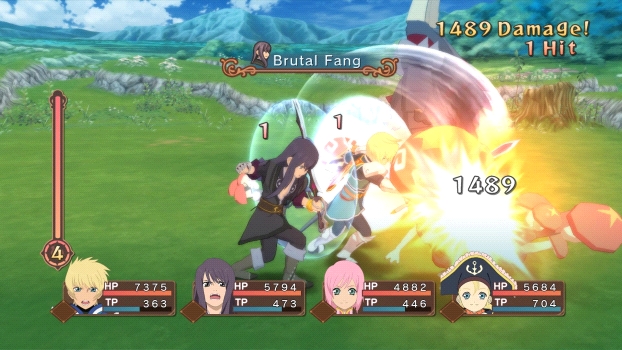 1489 Damage!
1 Hit
Brutal Fang
1
1
1489
4
HP 7375
TP 363
HP 5794
TP 473
HP 4882
TP 446
HP 5684
TP 704